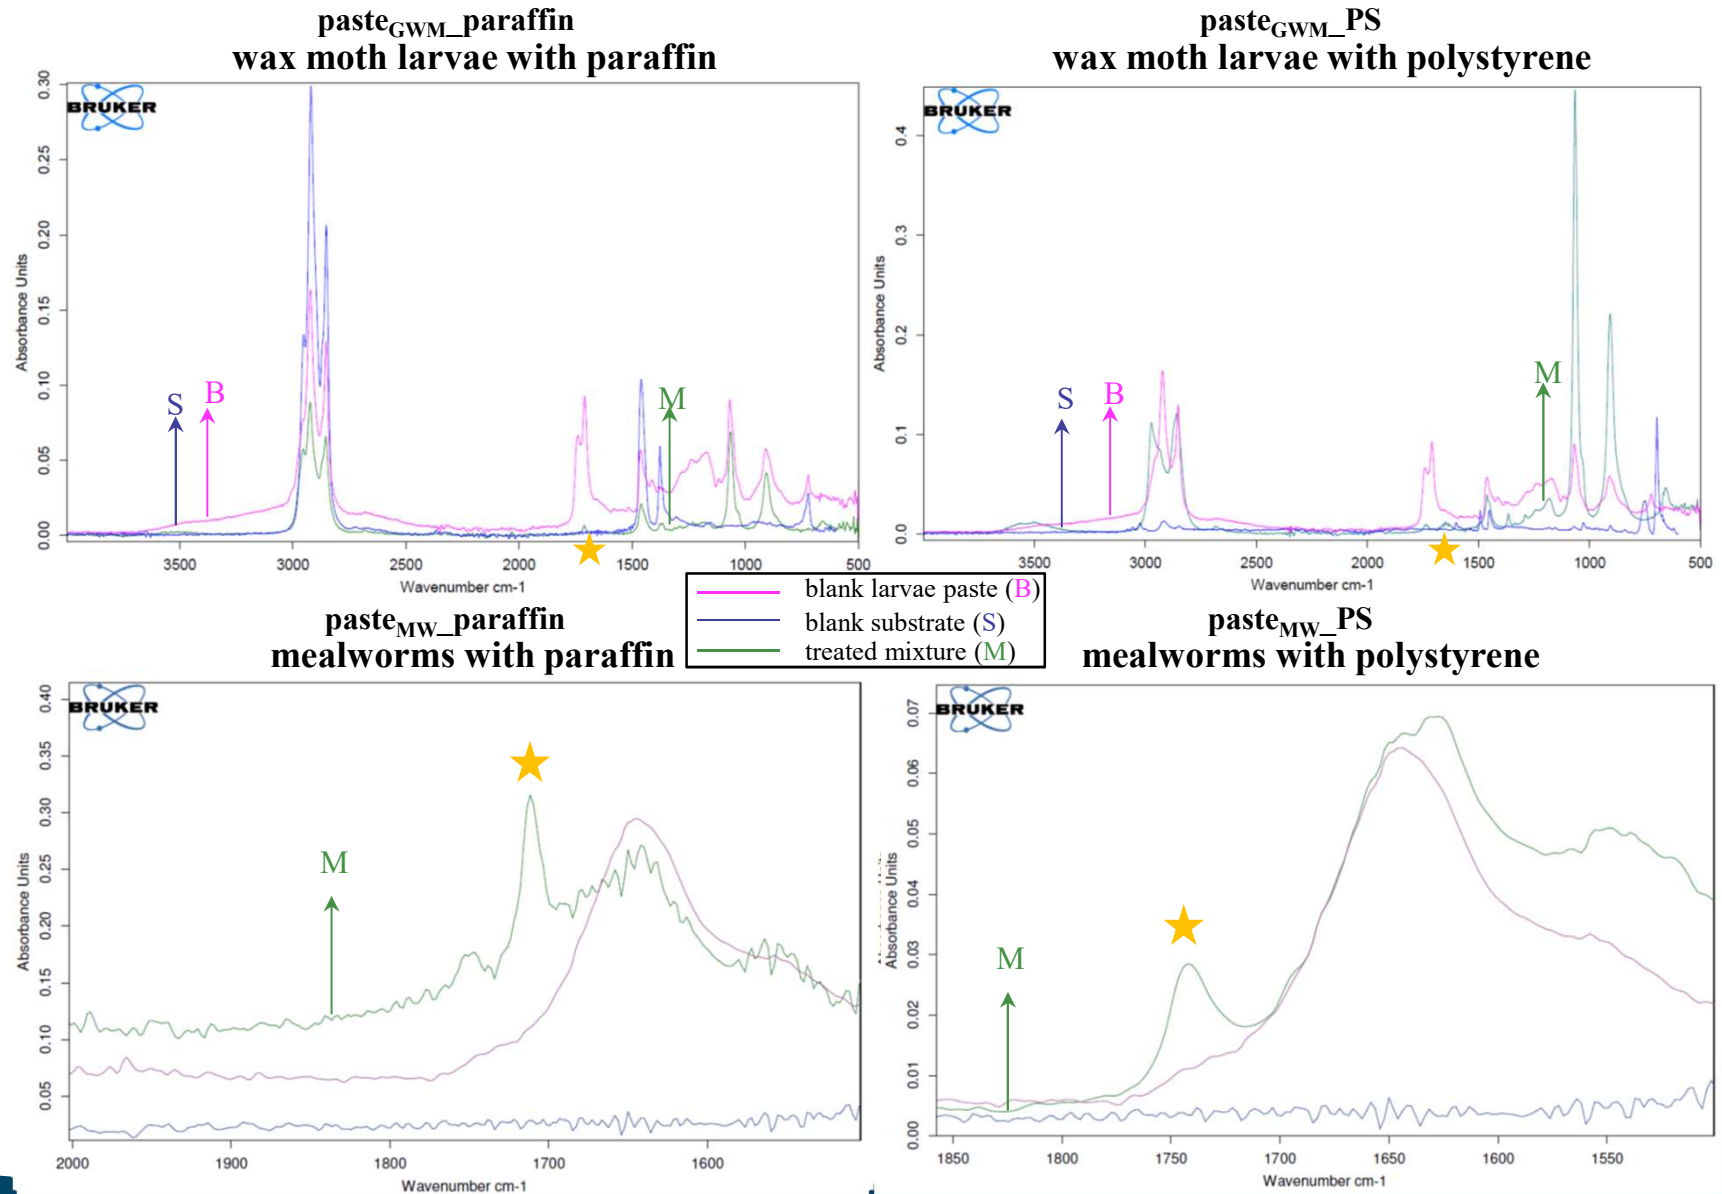 paste_GWM_paraffin
wax moth larvae with paraffin
BRUKER
Absorbance Units
0.30
0.25
0.20
0.15
0.10
0.05
0.00
S
B
M
3500
3000
2500
2000
1500
1000
500
Wavenumber cm-1
paste_GWM_PS
wax moth larvae with polystyrene
BRUKER
Absorbance Units
0.4
0.3
0.2
0.1
0.0
S
B
M
3500
3000
2500
2000
1500
1000
500
Wavenumber cm-1
blank larvae paste (B)
blank substrate (S)
treated mixture (M)
paste_MW_paraffin
mealworms with paraffin
BRUKER
Absorbance Units
0.40
0.35
0.30
0.25
0.20
0.15
0.10
0.05
M
2000
1900
1800
1700
1600
Wavenumber cm-1
paste_MW_PS
mealworms with polystyrene
BRUKER
Absorbance Units
0.07
0.06
0.05
0.04
0.03
0.02
0.01
0.00
M
1850
1800
1750
1700
1650
1600
1550
Wavenumber cm-1